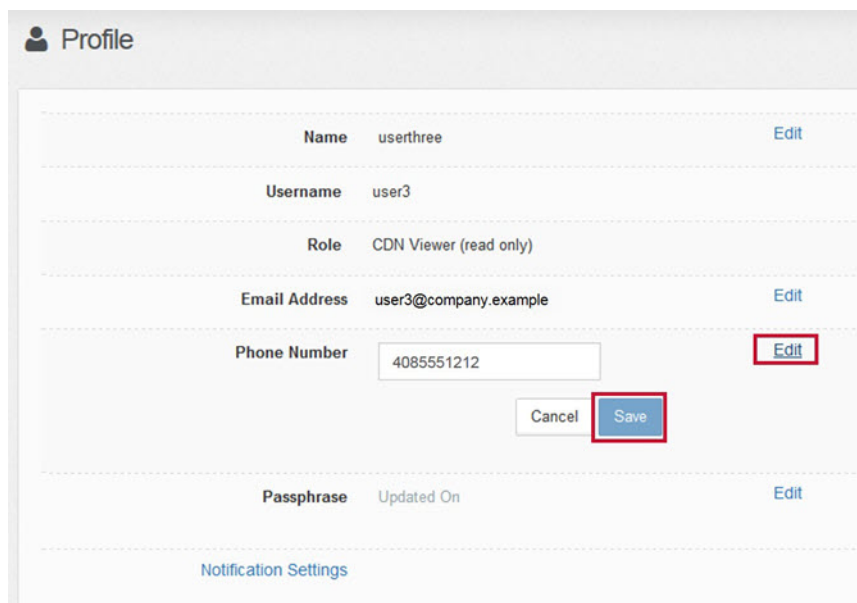 Profile
Name userthree Edit
Username user3
Role CDN Viewer (read only)
Email Address user3@company.example Edit
Phone Number 4085551212 Edit
Cancel Save
Passphrase Updated On Edit
Notification Settings